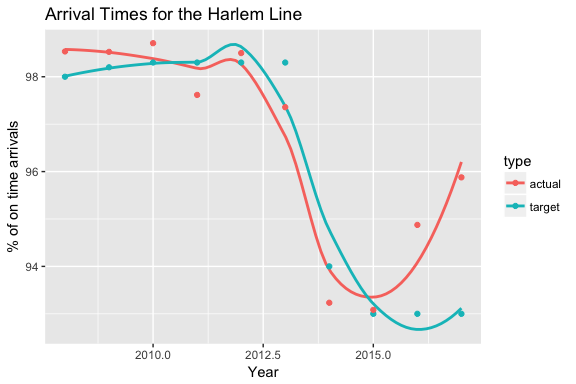 Arrival Times for the Harlem Line
98
96
94
% of on time arrivals
2010.0 2012.5 2015.0
Year
type
actual
target